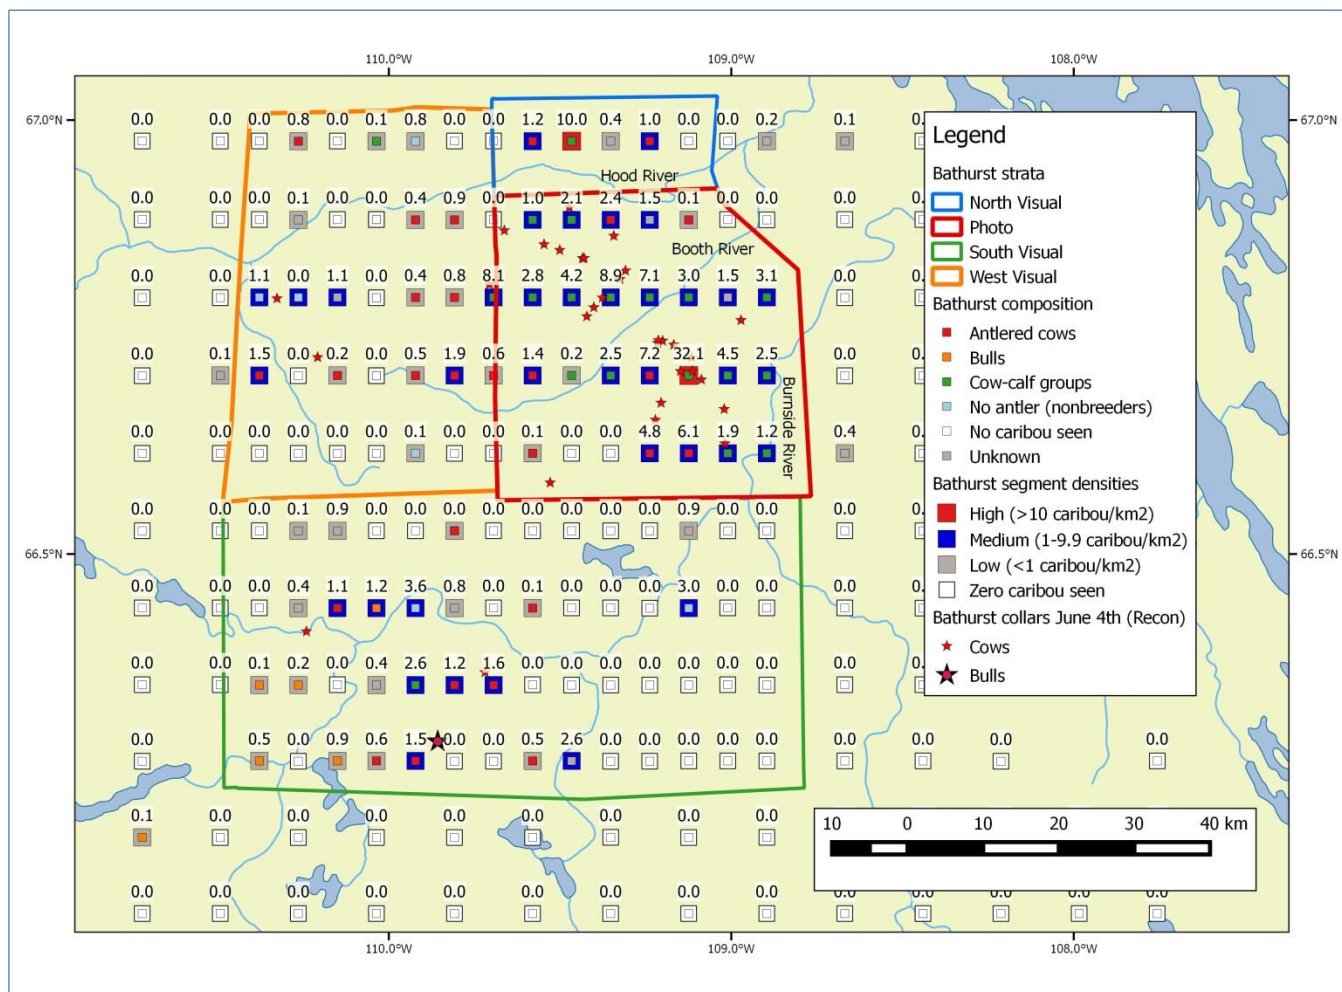 110.0°W 109.0°W 108.0°W
67.0°N 67.0°N
0.0 0.0 0.0 0.8 0.0 0.1 0.8 0.0 0.0 1.2 10.0 0.4 1.0 0.0 0.0 0.2 0.1
Hood River
0.0 0.0 0.0 0.1 0.0 0.0 0.4 0.9 0.0 1.0 2.1 2.4 1.5 0.1 0.0 0.0 0.0
Booth River
0.0 0.0 1.1 0.0 1.1 0.0 0.4 0.8 8.1 2.8 4.2 8.9 7.1 3.0 1.5 3.1 0.0
0.0 0.1 1.5 0.0 0.2 0.0 0.5 1.9 0.6 1.4 0.2 2.5 7.2 32.1 4.5 2.5 0.0
Burnside River
0.0 0.0 0.0 0.0 0.0 0.0 0.1 0.0 0.0 0.1 0.0 0.0 4.8 6.1 1.9 1.2 0.4
0.0 0.0 0.0 0.1 0.9 0.0 0.0 0.2 0.0 0.0 0.0 0.0 0.0 0.9 0.0 0.0 0.0
66.5°N 66.5°N
0.0 0.0 0.0 0.4 1.1 1.2 3.6 0.8 0.0 0.1 0.0 0.0 0.0 3.0 0.0 0.0 0.0
0.0 0.0 0.1 0.2 0.0 0.4 2.6 1.2 1.6 0.0 0.0 0.0 0.0 0.0 0.0 0.0 0.0
0.0 0.5 0.0 0.9 0.6 1.5 0.0 0.0 0.5 2.6 0.0 0.0 0.0 0.0 0.0 0.0 0.0 0.0
0.1 0.0 0.0 0.0 0.0 0.0 0.0 0.0 0.0
0.0 0.0 0.0 0.0 0.0 0.0 0.0 0.0 0.0 0.0 0.0 0.0 0.0 0.0
Legend
Bathurst strata
North Visual
Photo
South Visual
West Visual
Bathurst composition
Antlered cows
Bulls
Cow-calf groups
No antler (nonbreeders)
No caribou seen
Unknown
Bathurst segment densities
High (>10 caribou/km2)
Medium (1-9.9 caribou/km2)
Low (<1 caribou/km2)
Zero caribou seen
Bathurst collars June 4th (Recon)
Cows
Bulls
10 0 10 20 30 40 km
110.0°W 109.0°W 108.0°W